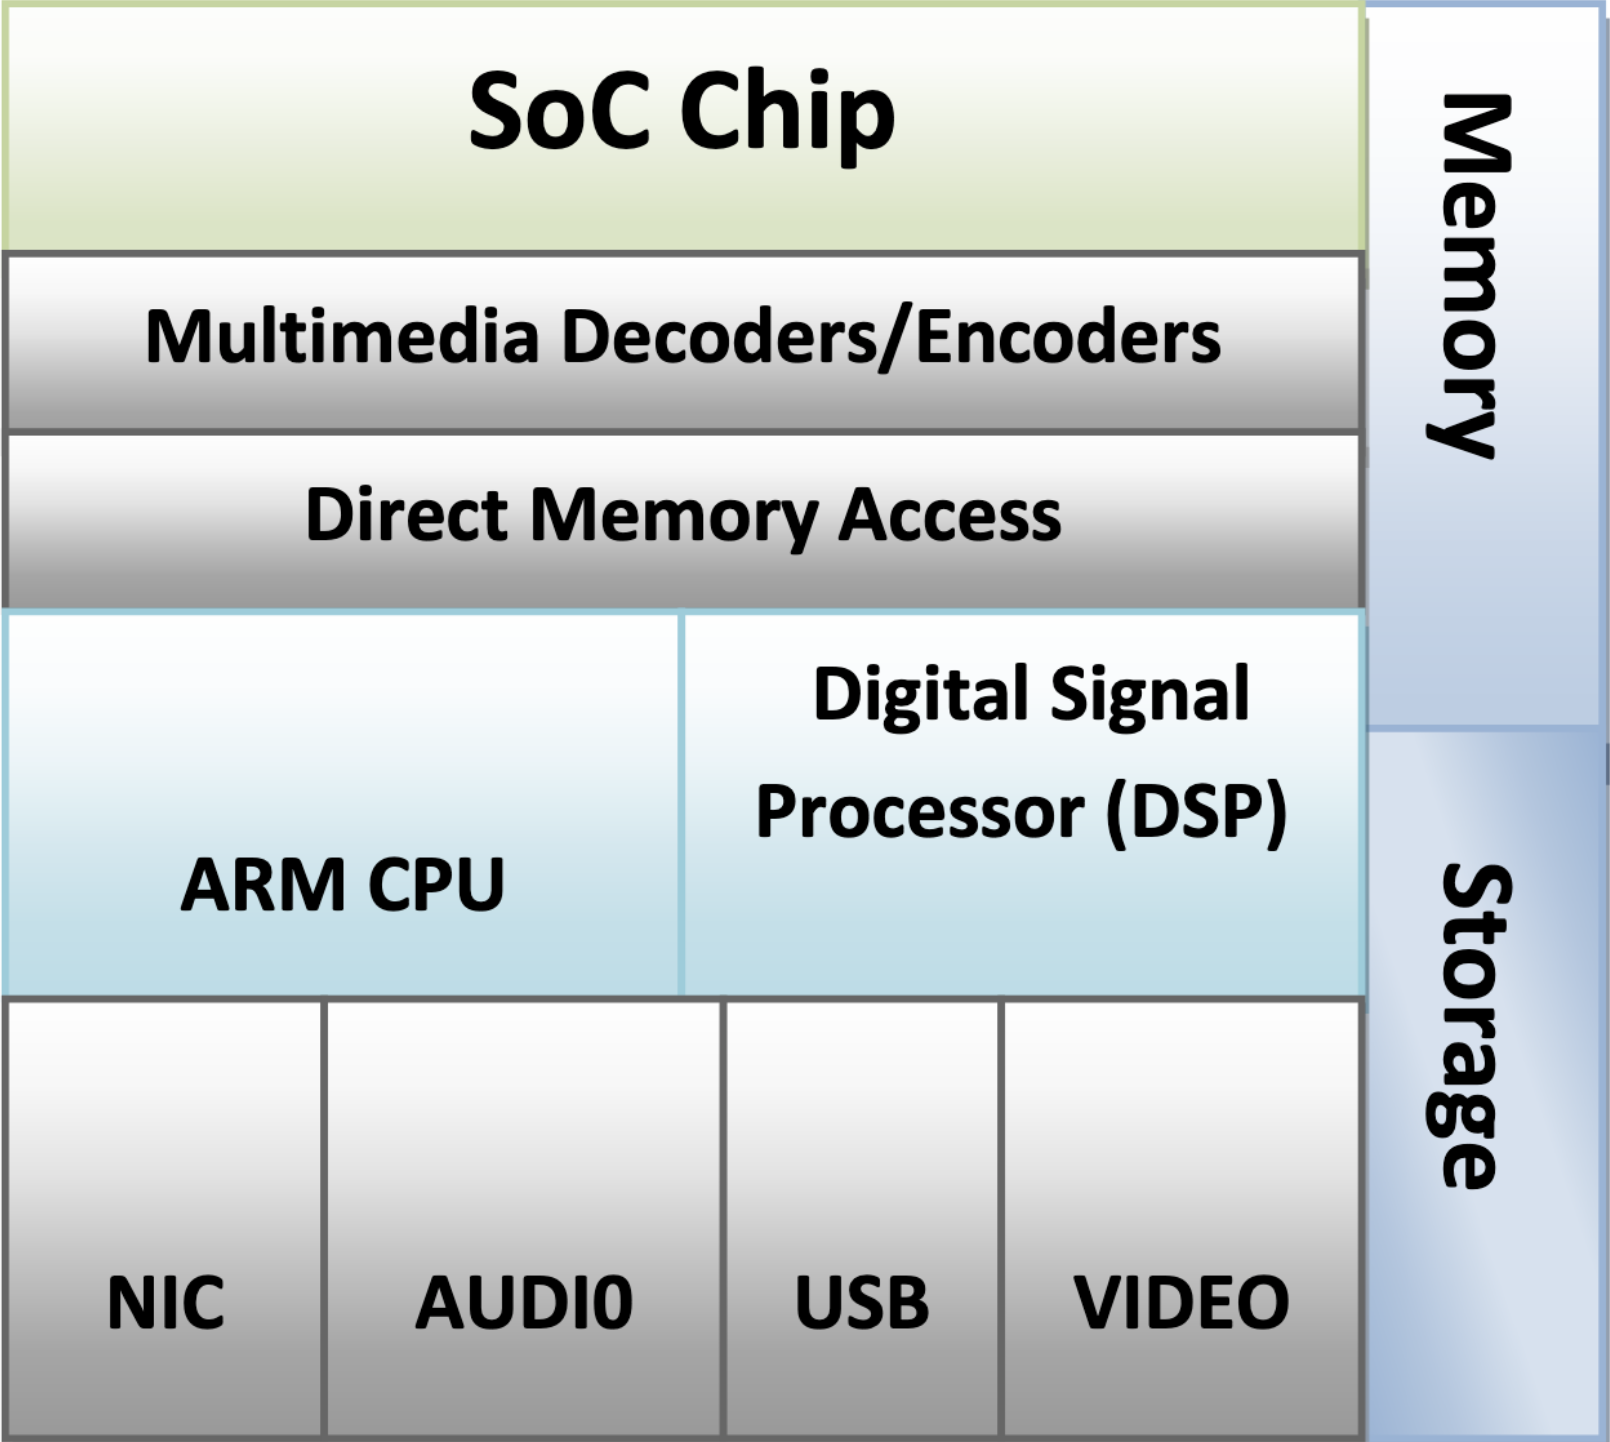 SoC Chip
Memory
Multimedia Decoders/Encoders
Direct Memory Access
Digital Signal
Processor (DSP)
ARM CPU
Storage
NIC
AUDI0
USB
VIDEO